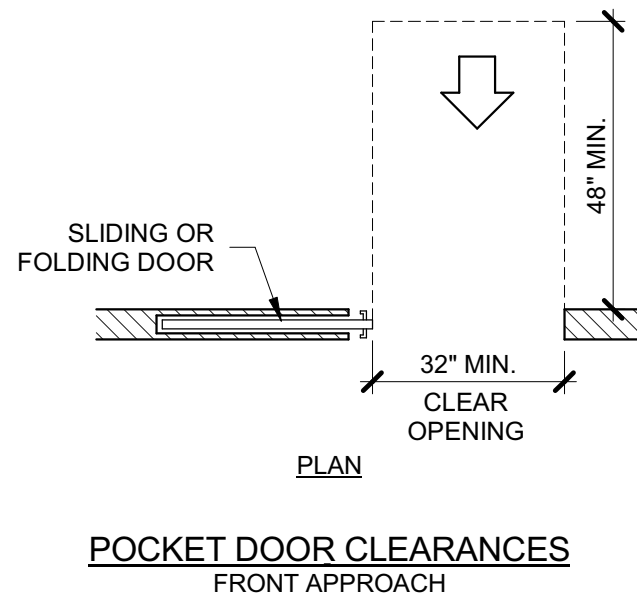 48" MIN.
SLIDING OR
FOLDING DOOR
32" MIN.
CLEAR
OPENING
PLAN
POCKET DOOR CLEARANCES
FRONT APPROACH